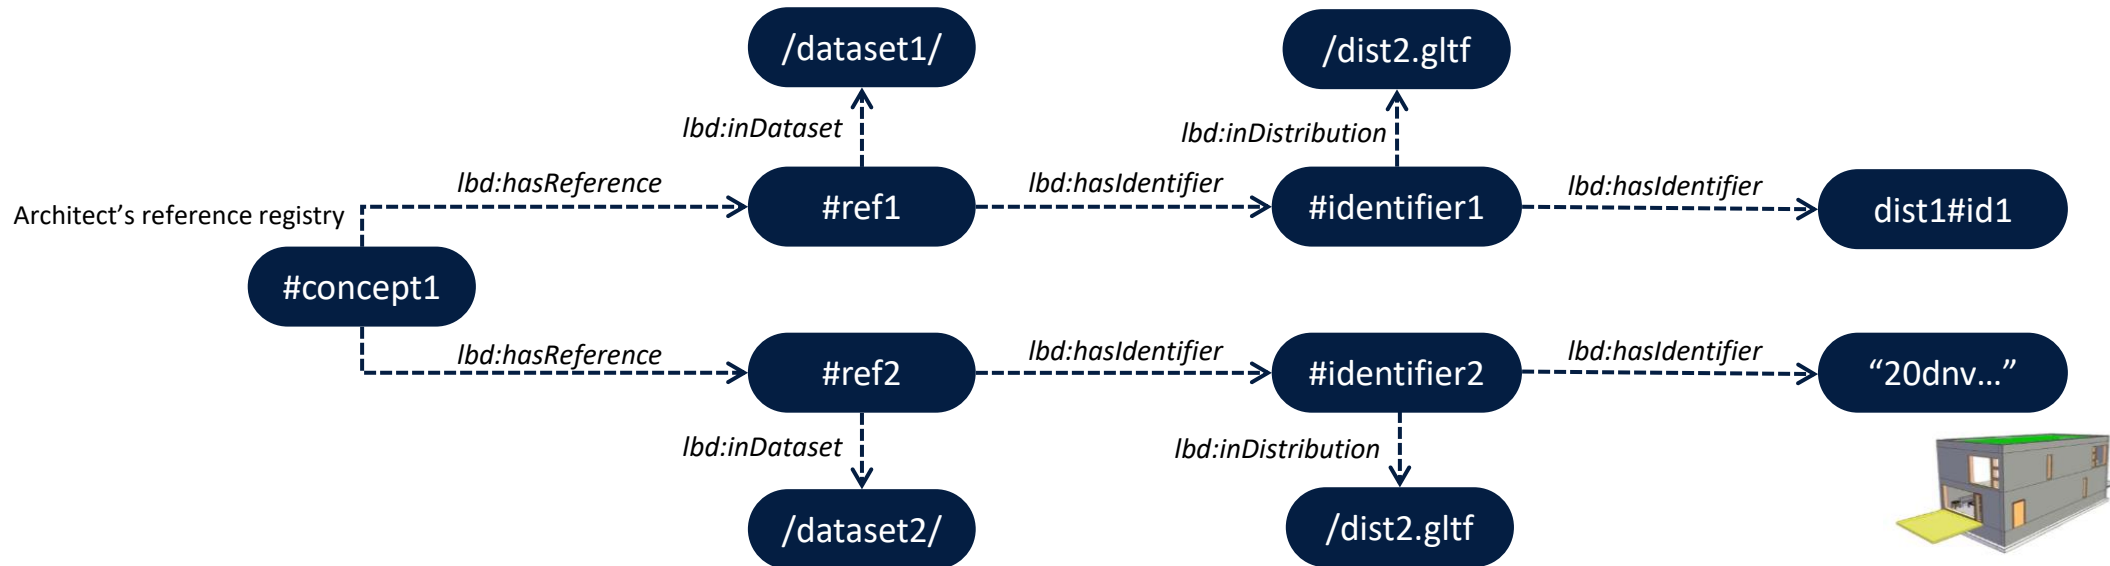 /dataset1/
/dist2.gltf
lbd:inDataset
lbd:inDistribution
lbd:hasReference
#ref1
lbd:hasIdentifier
#identifier1
lbd:hasIdentifier
dist1#id1
Architect's reference registry
#concept1
lbd:hasReference
#ref2
lbd:hasIdentifier
#identifier2
lbd:hasIdentifier
“20dnv...”
lbd:inDataset
lbd:inDistribution
/dataset2/
/dist2.gltf